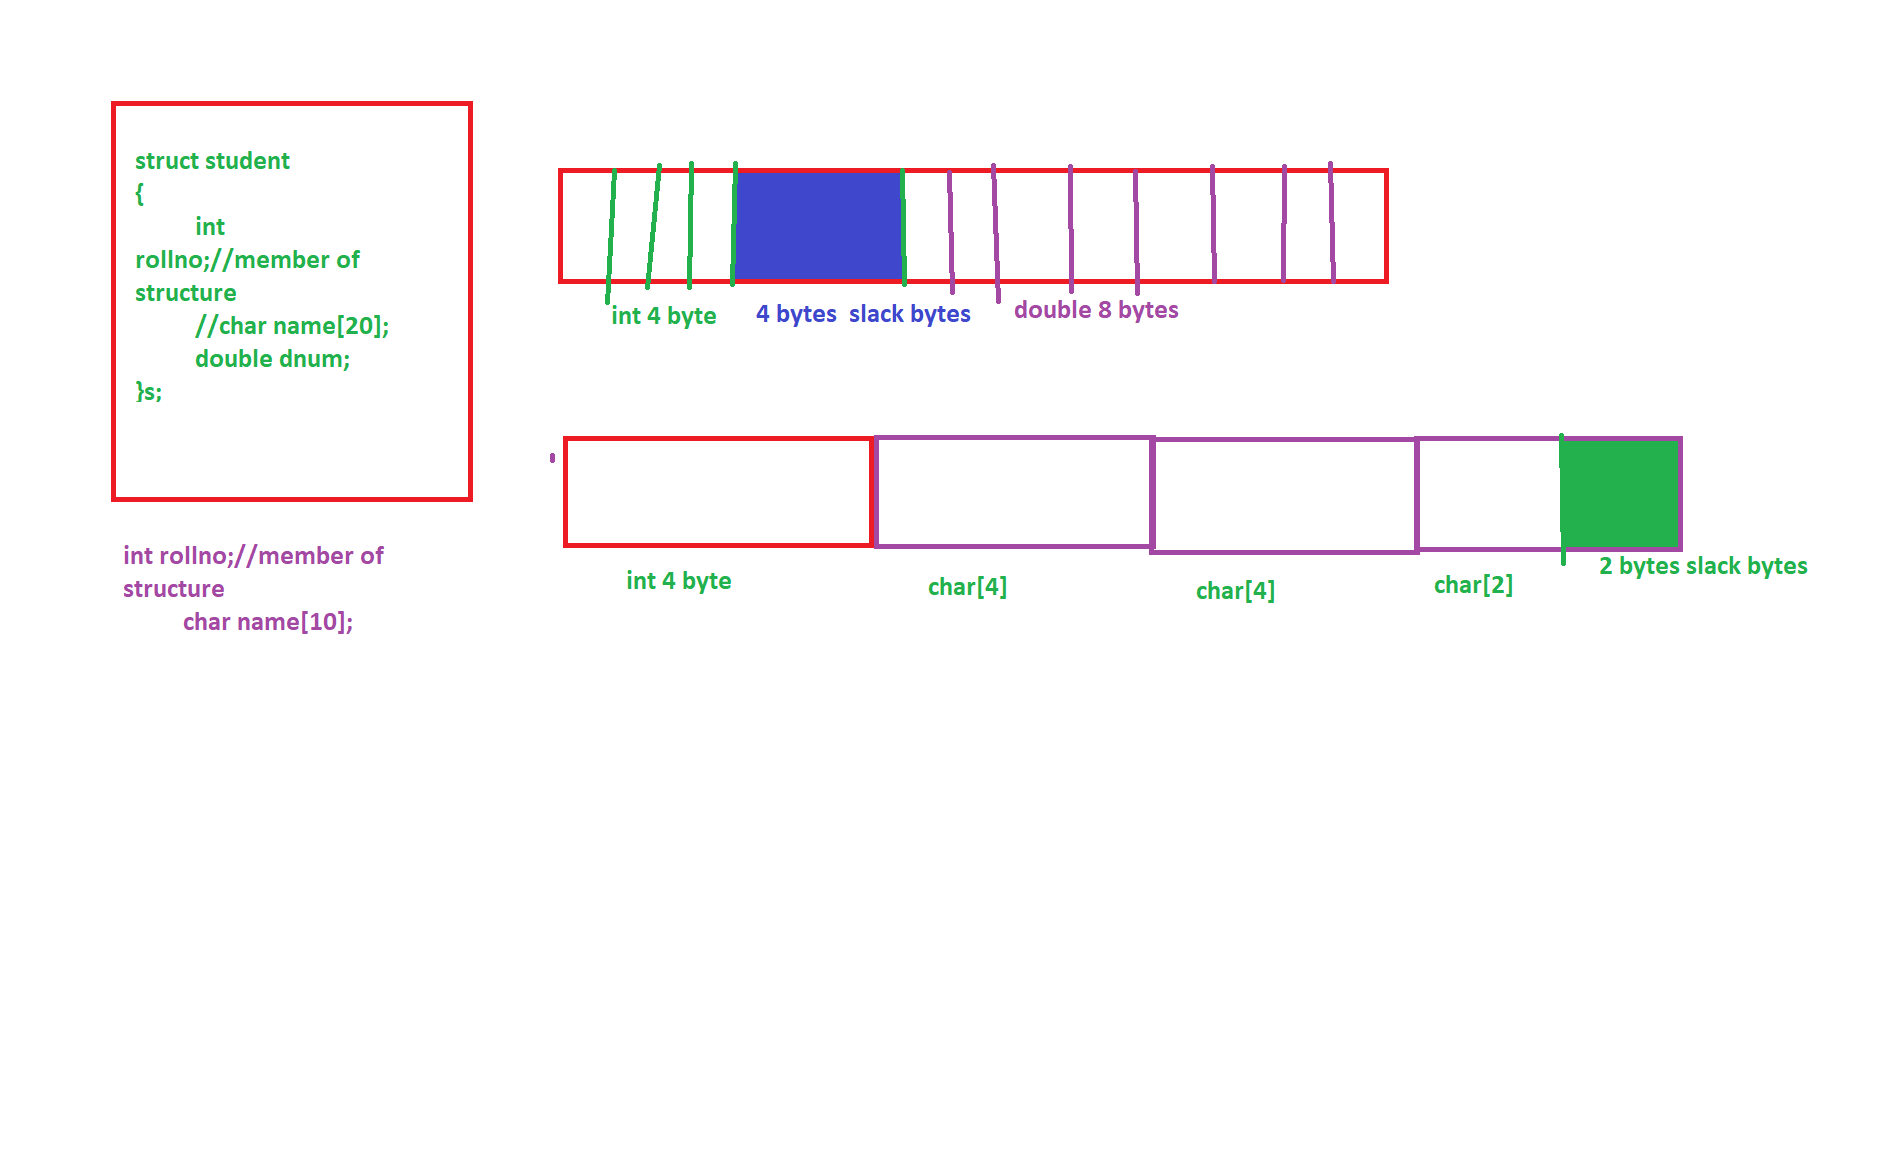 struct student
{
int
rollno;//member of
structure
//char name[20];
double dnum;
}s;
int 4 byte
4 bytes  slack bytes
double 8 bytes
int rollno;//member of
structure
char name[10];
int 4 byte
char[4]
char[4]
char[2]
2 bytes slack bytes